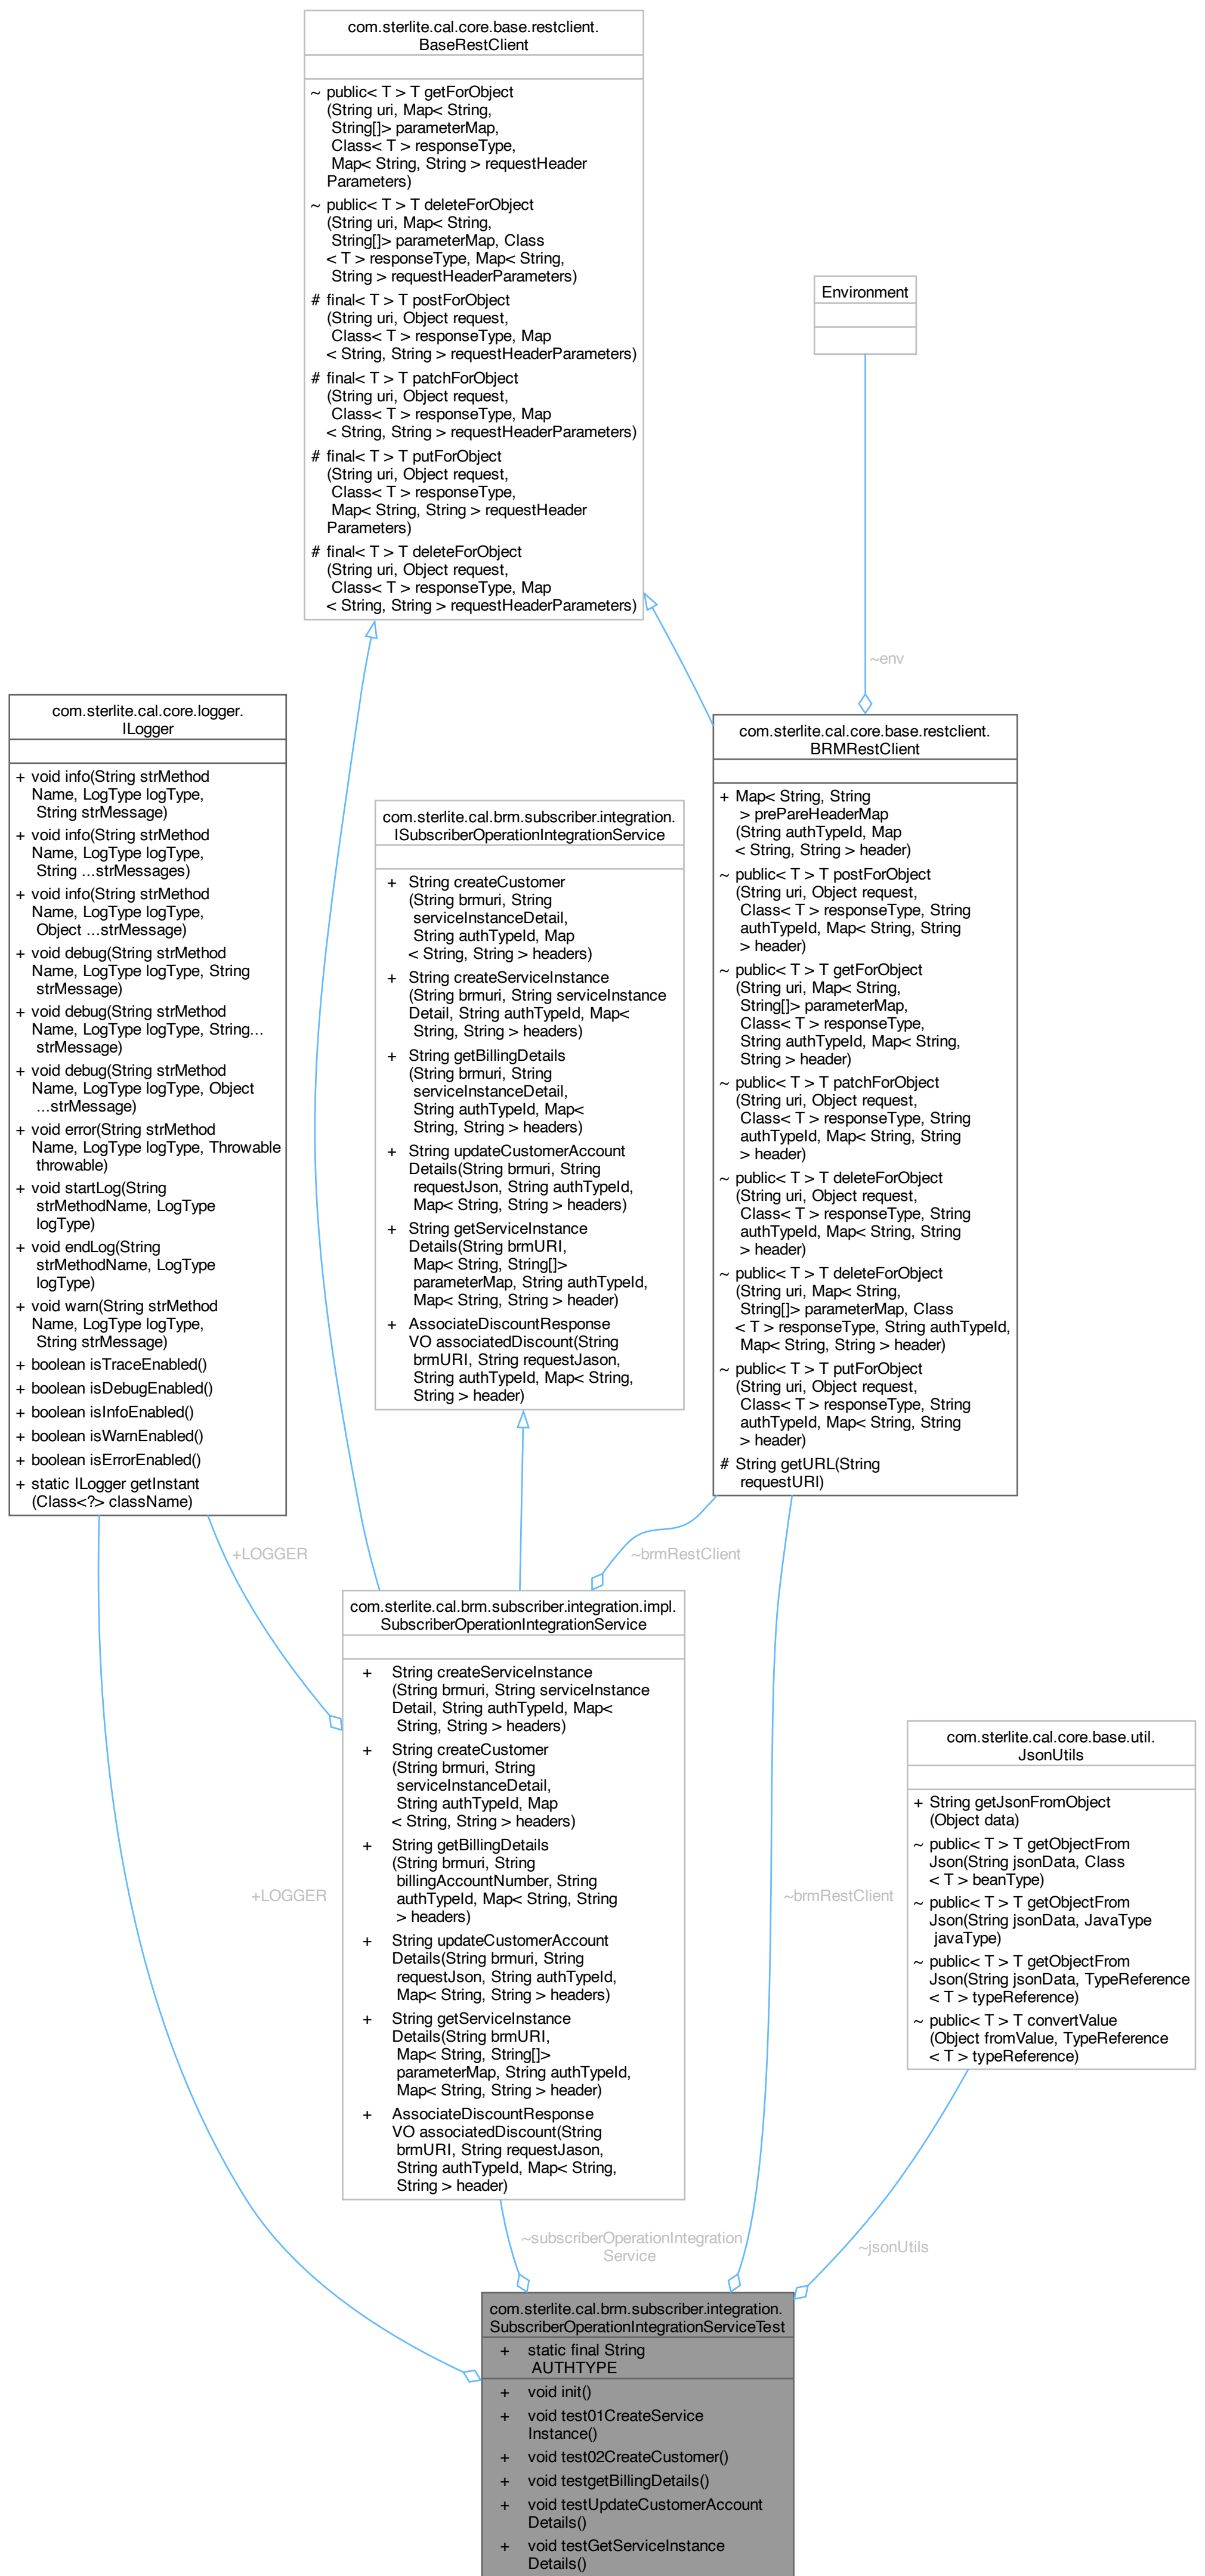 com.sterlite.cal.core.base.restclient.
BaseRestClient
~ public< T > T getForObject
(String uri, Map< String,
String[]> parameterMap,
Class< T > responseType,
Map< String, String > requestHeader
Parameters)
~ public< T > T deleteForObject
(String uri, Map< String,
String[]> parameterMap, Class
< T > responseType, Map< String,
String > requestHeaderParameters)
# final< T > T postForObject
(String uri, Object request,
Class< T > responseType, Map
< String, String > requestHeaderParameters)
# final< T > T patchForObject
(String uri, Object request,
Class< T > responseType, Map
< String, String > requestHeaderParameters)
# final< T > T putForObject
(String uri, Object request,
Class< T > responseType,
Map< String, String > requestHeader
Parameters)
# final< T > T deleteForObject
(String uri, Object request,
Class< T > responseType, Map
< String, String > requestHeaderParameters)
Environment
~env
com.sterlite.cal.core.logger.
ILogger
+ void info(String strMethod
Name, LogType logType,
String strMessage)
+ void info(String strMethod
Name, LogType logType,
String ...strMessages)
+ void info(String strMethod
Name, LogType logType,
Object ...strMessage)
+ void debug(String strMethod
Name, LogType logType, String
strMessage)
+ void debug(String strMethod
Name, LogType logType, String...
strMessage)
+ void debug(String strMethod
Name, LogType logType, Object
...strMessage)
+ void error(String strMethod
Name, LogType logType, Throwable
throwable)
+ void startLog(String
strMethodName, LogType
logType)
+ void endLog(String
strMethodName, LogType
logType)
+ void warn(String strMethod
Name, LogType logType,
String strMessage)
+ boolean isTraceEnabled()
+ boolean isDebugEnabled()
+ boolean isInfoEnabled()
+ boolean isWarnEnabled()
+ boolean isErrorEnabled()
+ static ILogger getInstant
(Class<?> className)
com.sterlite.cal.brm.subscriber.integration.
ISubscriberOperationIntegrationService
+ String createCustomer
(String brmuri, String
serviceInstanceDetail,
String authTypeId, Map
< String, String > headers)
+ String createServiceInstance
(String brmuri, String serviceInstance
Detail, String authTypeId, Map<
String, String > headers)
+ String getBillingDetails
(String brmuri, String
serviceInstanceDetail,
String authTypeId, Map<
String, String > headers)
+ String updateCustomerAccount
Details(String brmuri, String
requestJson, String authTypeId,
Map< String, String > headers)
+ String getServiceInstance
Details(String brmURI,
Map< String, String[]>
parameterMap, String authTypeId,
Map< String, String > header)
+ AssociateDiscountResponse
VO associatedDiscount(String
brmURI, String requestJason,
String authTypeId, Map< String,
String > header)
com.sterlite.cal.core.base.restclient.
BRMRestClient
+ Map< String, String
> prePareHeaderMap
(String authTypeId, Map
< String, String > header)
~ public< T > T postForObject
(String uri, Object request,
Class< T > responseType, String
authTypeId, Map< String, String
> header)
~ public< T > T getForObject
(String uri, Map< String,
String[]> parameterMap,
Class< T > responseType,
String authTypeId, Map< String,
String > header)
~ public< T > T patchForObject
(String uri, Object request,
Class< T > responseType, String
authTypeId, Map< String, String
> header)
~ public< T > T deleteForObject
(String uri, Object request,
Class< T > responseType, String
authTypeId, Map< String, String
> header)
~ public< T > T deleteForObject
(String uri, Map< String,
String[]> parameterMap, Class
< T > responseType, String authTypeId,
Map< String, String > header)
~ public< T > T putForObject
(String uri, Object request,
Class< T > responseType, String
authTypeId, Map< String, String
> header)
# String getURL(String
requestURI)
+LOGGER
~brmRestClient
com.sterlite.cal.brm.subscriber.integration.impl.
SubscriberOperationIntegrationService
+ String createServiceInstance
(String brmuri, String serviceInstance
Detail, String authTypeId, Map<
String, String > headers)
+ String createCustomer
(String brmuri, String
serviceInstanceDetail,
String authTypeId, Map
< String, String > headers)
+ String getBillingDetails
(String brmuri, String
billingAccountNumber, String
authTypeId, Map< String, String
> headers)
+ String updateCustomerAccount
Details(String brmuri, String
requestJson, String authTypeId,
Map< String, String > headers)
+ String getServiceInstance
Details(String brmURI,
Map< String, String[]>
parameterMap, String authTypeId,
Map< String, String > header)
+ AssociateDiscountResponse
VO associatedDiscount(String
brmURI, String requestJason,
String authTypeId, Map< String,
String > header)
+LOGGER
~brmRestClient
com.sterlite.cal.core.base.util.
JsonUtils
+ String getJsonFromObject
(Object data)
~ public< T > T getObjectFrom
Json(String jsonData, Class
< T > beanType)
~ public< T > T getObjectFrom
Json(String jsonData, JavaType
javaType)
~ public< T > T getObjectFrom
Json(String jsonData, TypeReference
< T > typeReference)
~ public< T > T convertValue
(Object fromValue, TypeReference
< T > typeReference)
~subscriberOperationIntegration
Service
~jsonUtils
com.sterlite.cal.brm.subscriber.integration.
SubscriberOperationIntegrationServiceTest
+ static final String
AUTHTYPE
+ void init()
+ void test01CreateService
Instance()
+ void test02CreateCustomer()
+ void testgetBillingDetails()
+ void testUpdateCustomerAccount
Details()
+ void testGetServiceInstance
Details()